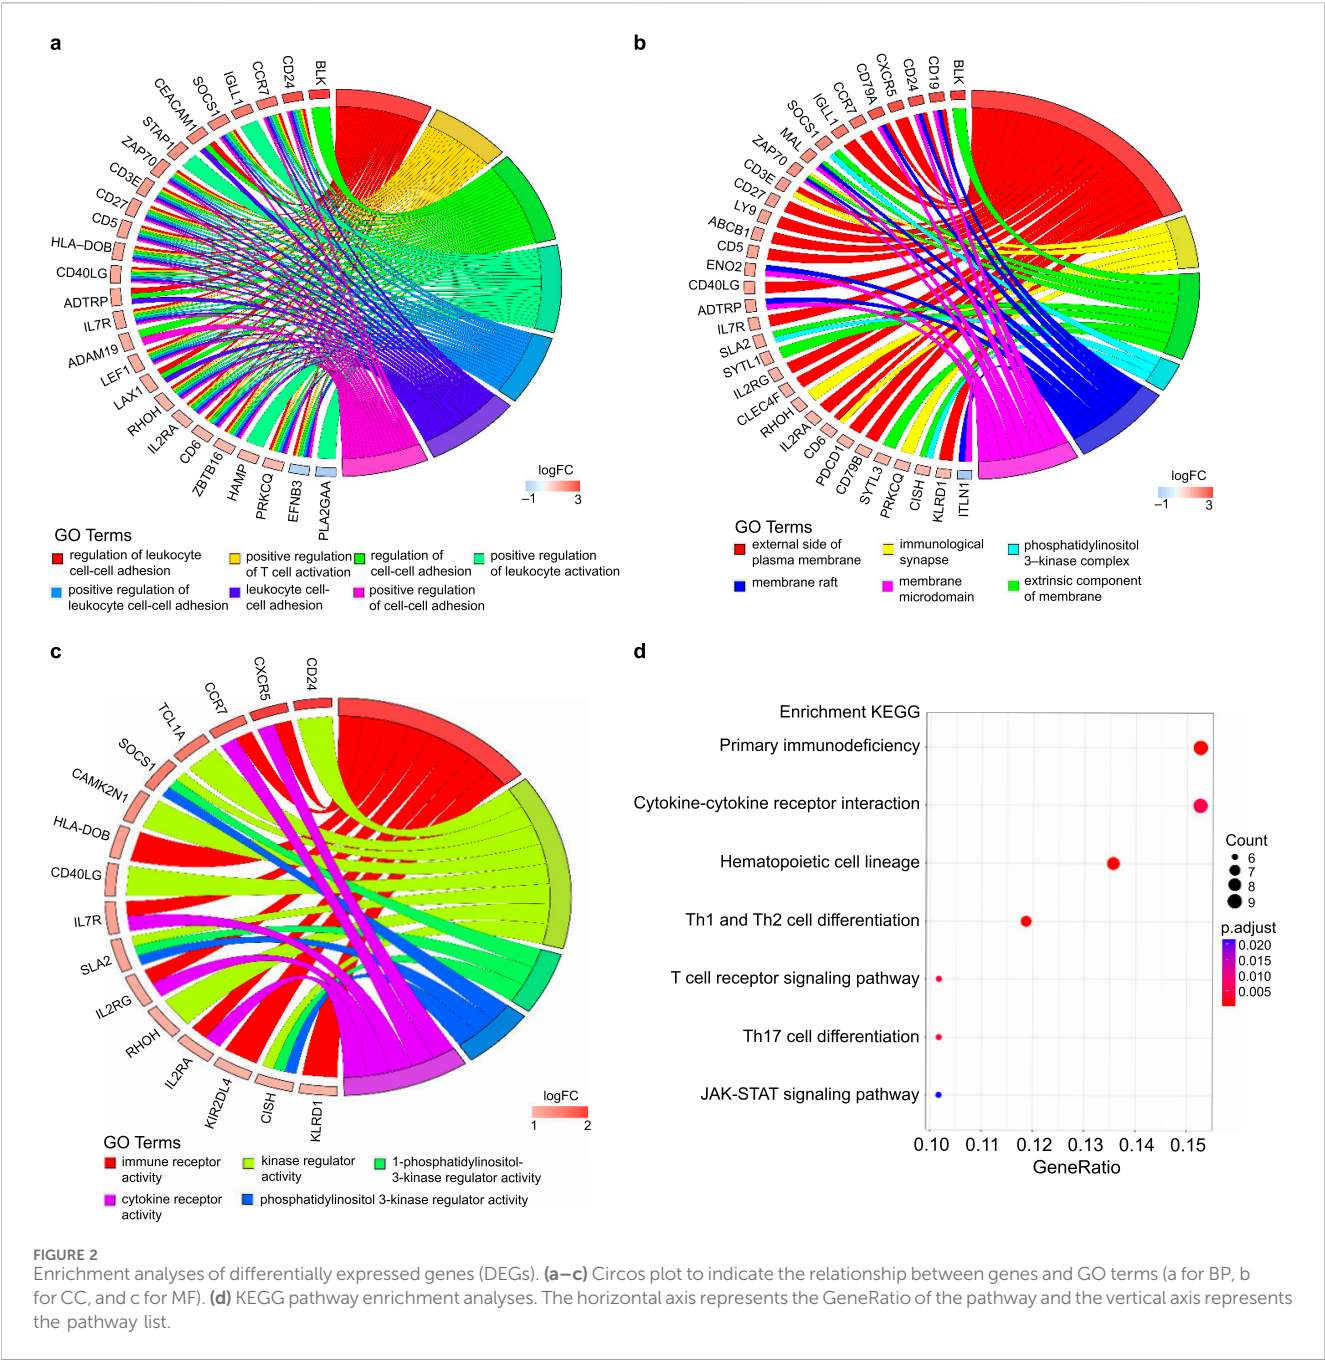 a
BLK
CD24
CCR7
IGLL1
SOCS1
CEACAM1
STAP1
ZAP70
CD3E
CD27
CD5
HLA–DOB
CD40LG
ADTRP
IL7R
ADAM19
LEF1
LAX1
RHOH
IL2RA
CD6
ZBTB16
HAMP
PRKCQ
EFNB3
PLA2GAA
logFC
–1 3
GO Terms
regulation of leukocyte
cell-cell adhesion
positive regulation
of T cell activation
regulation of
cell-cell adhesion
positive regulation
of leukocyte activation
positive regulation of
leukocyte cell-cell adhesion
leukocyte cell-
cell adhesion
positive regulation
of cell-cell adhesion
b
BLK
CD19
CD24
CXCR5
CD79A
CCR7
IGLL1
SOCS1
MAL
ZAP70
CD3E
CD27
LY9
ABCB1
CD5
ENO2
CD40LG
ADTRP
IL7R
SLA2
SYTL1
IL2RG
CLEC4F
RHOH
IL2RA
CD6
PDCD1
CD79B
SYTL3
PRKCQ
CISH
KLRD1
ITLN1
logFC
–1 3
GO Terms
external side of
plasma membrane
immunological
synapse
phosphatidylinositol
3–kinase complex
membrane raft
membrane
microdomain
extrinsic component
of membrane
c
CD24
CXCR5
CCR7
TCL1A
SOCS1
CAMK2N1
HLA-DOB
CD40LG
IL7R
SLA2
IL2RG
RHOH
IL2RA
KIR2DL4
CISH
KLRD1
logFC
1 2
GO Terms
immune receptor
activity
kinase regulator
activity
1-phosphatidylinositol-
3-kinase regulator activity
cytokine receptor
activity
phosphatidylinositol 3-kinase regulator activity
d
Enrichment KEGG
Primary immunodeficiency
Cytokine-cytokine receptor interaction
Hematopoietic cell lineage
Th1 and Th2 cell differentiation
T cell receptor signaling pathway
Th17 cell differentiation
JAK-STAT signaling pathway
0.10 0.11 0.12 0.13 0.14 0.15
GeneRatio
Count
6
7
8
9
p.adjust
0.020
0.015
0.010
0.005
FIGURE 2
Enrichment analyses of differentially expressed genes (DEGs). (a–c) Circos plot to indicate the relationship between genes and GO terms (a for BP, b
for CC, and c for MF). (d) KEGG pathway enrichment analyses. The horizontal axis represents the GeneRatio of the pathway and the vertical axis represents
the pathway list.